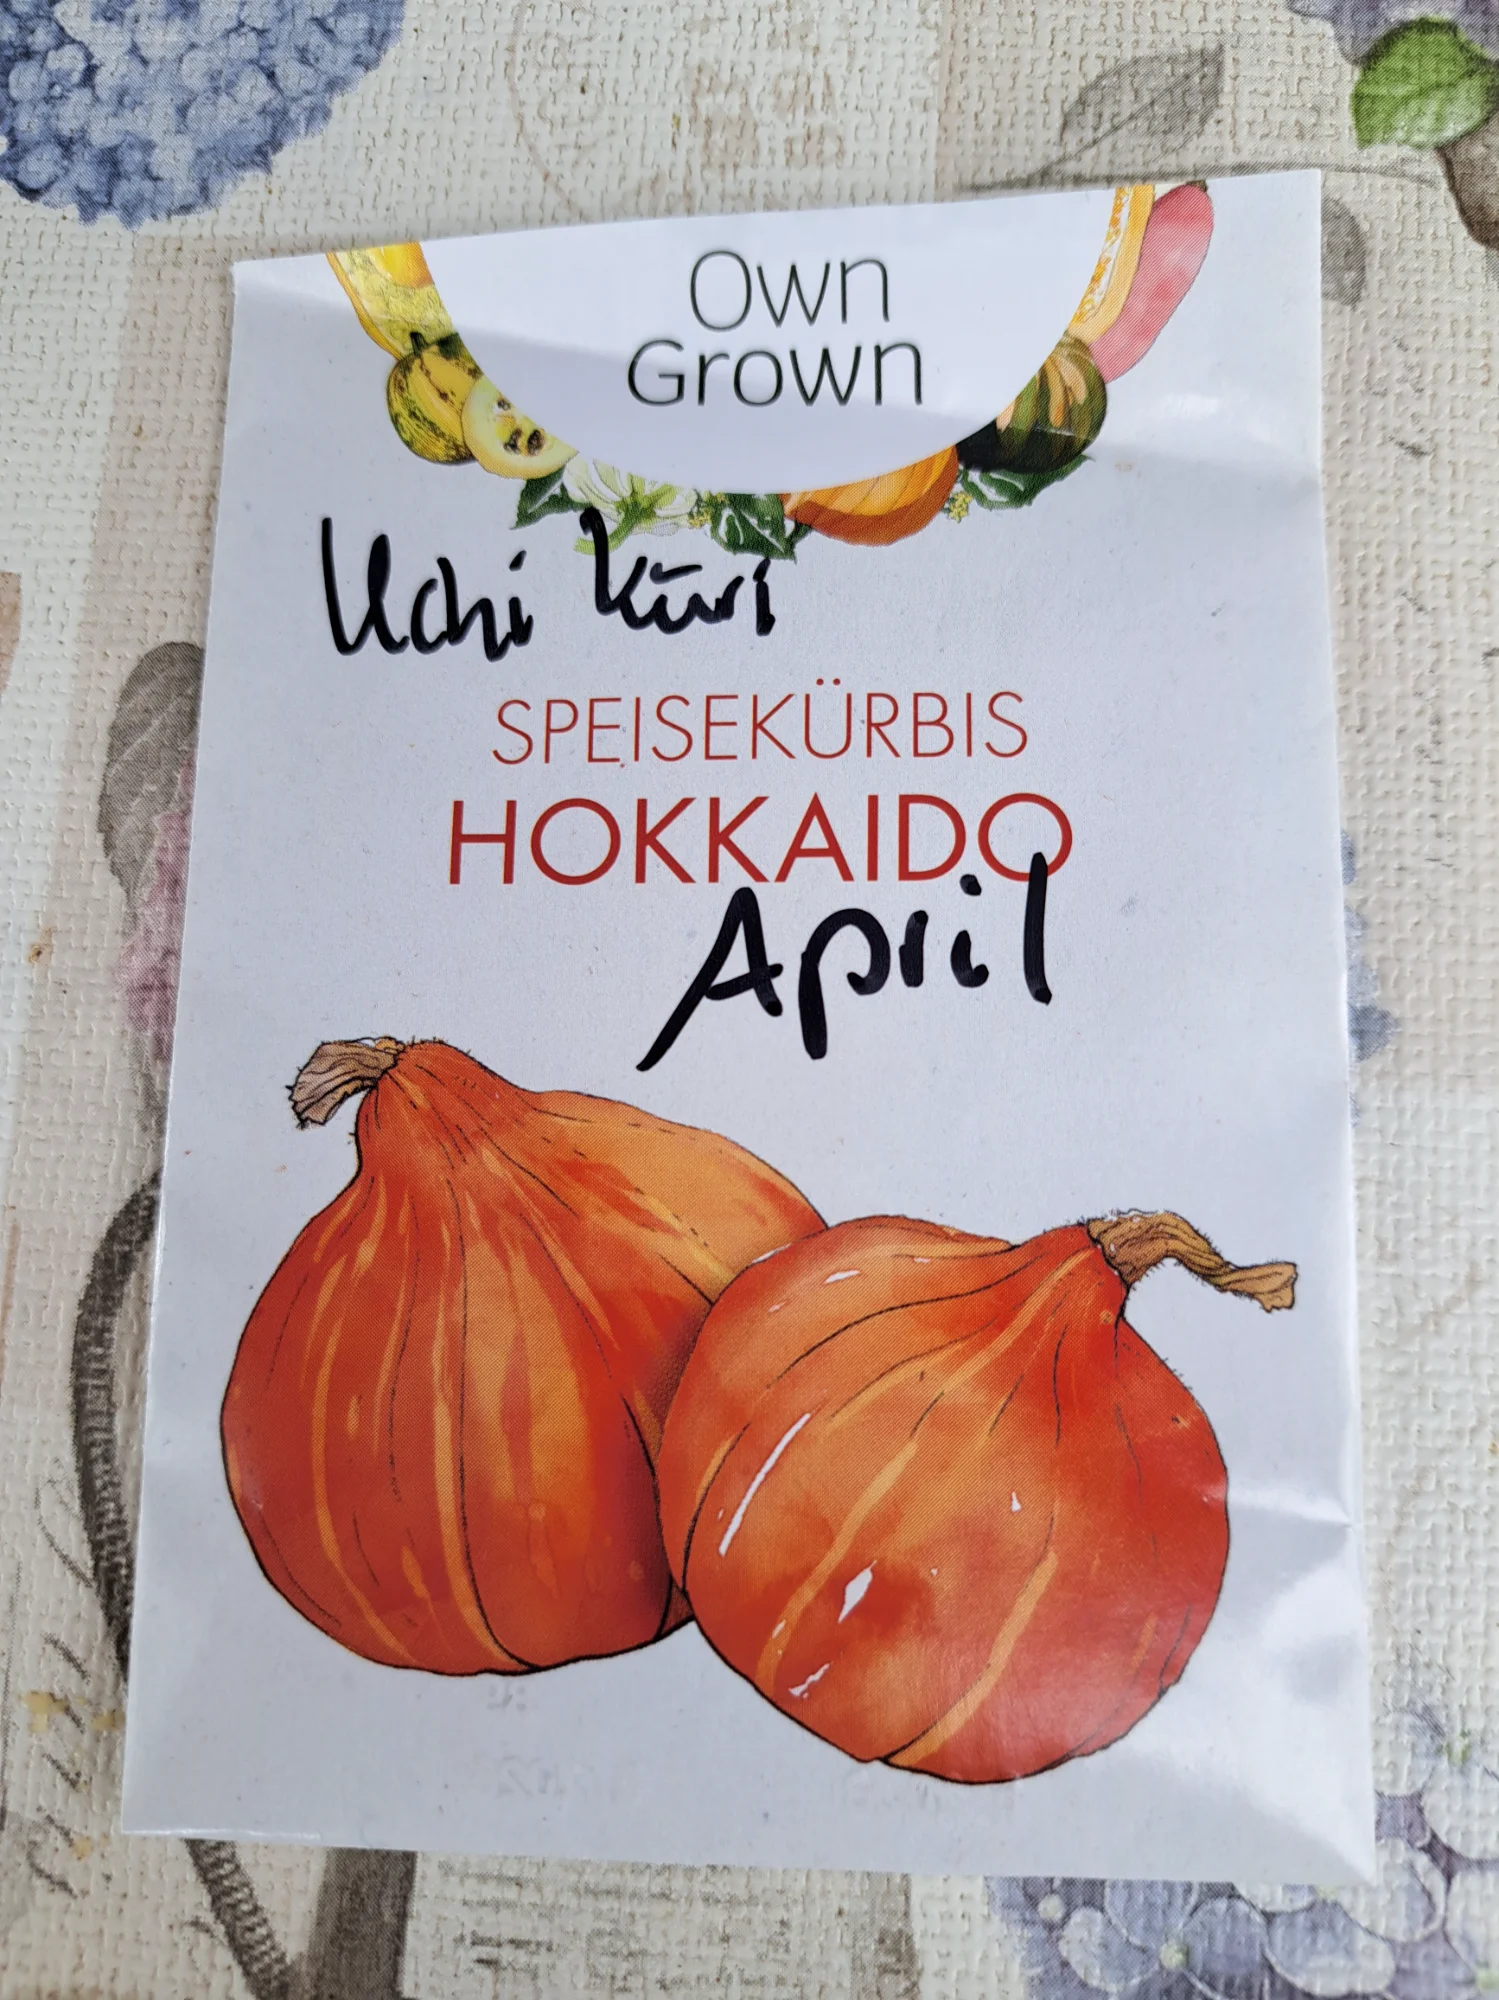 Own
Grown
Uchi Kuri
SPEISEKÜRBIS
HOKKAIDO
April